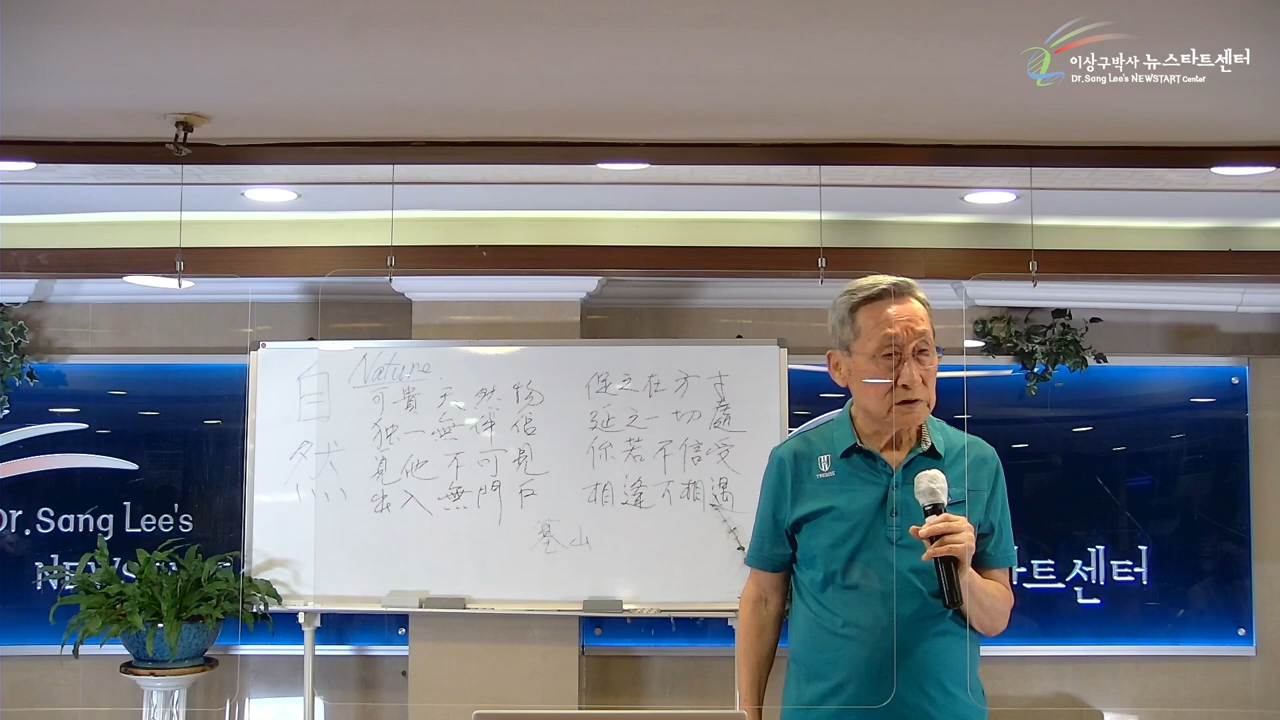 이상구박사 뉴스타트센터
Dr. Sang Lee's NEWSTART Center
自然
Nature
可貴天然物 促之在方寸
独一無伴侶 延之一切處
覓他不可見 你若不信受
出入無門戶 相逢不相遇
山
Dr. Sang Lee's
NEWS
타트센터